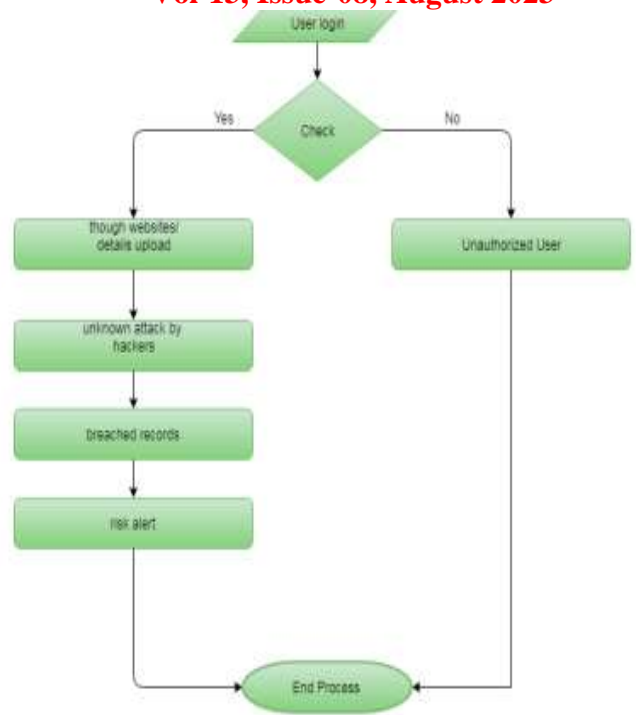 Vol 13, Issue 08, August 2023
User login
Check
Yes
No
though websites/
details upload
Unauthorized User
unknown attack by
hackers
breached records
risk alert
End Process